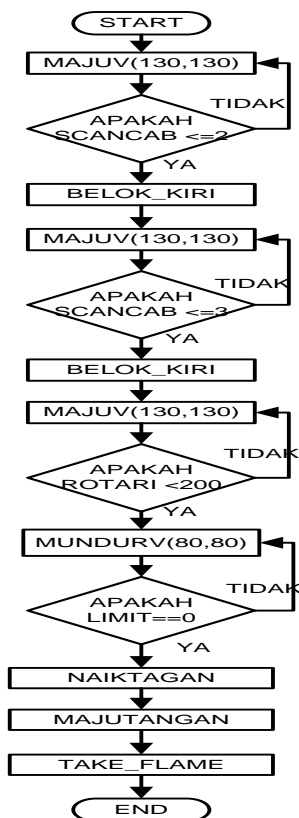 START
MAJUV(130,130)
TIDAK
APAKAH
SCANCAB <=2
YA
BELOK_KIRI
MAJUV(130,130)
TIDAK
APAKAH
SCANCAB <=3
YA
BELOK_KIRI
MAJUV(130,130)
TIDAK
APAKAH
ROTARI <200
YA
MUNDURV(80,80)
TIDAK
APAKAH
LIMIT==0
YA
NAIKTAGAN
MAJUTANGAN
TAKE_FLAME
END